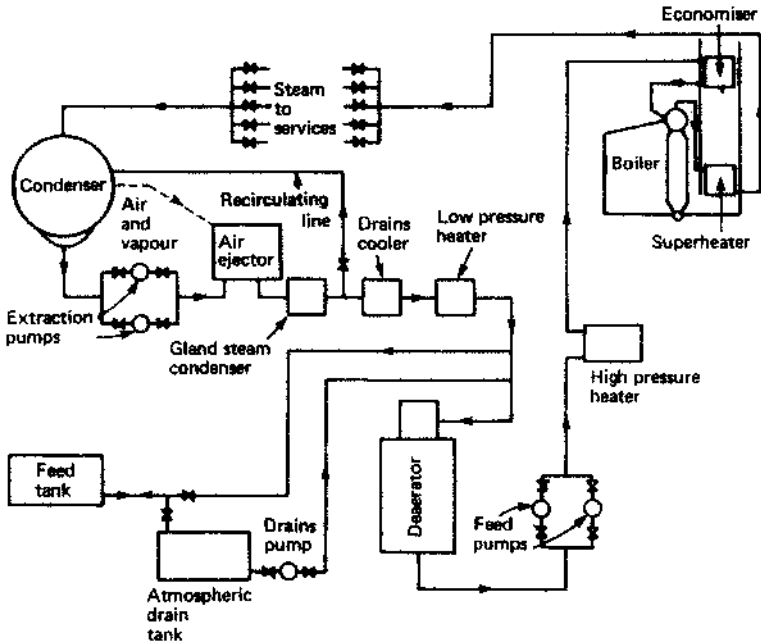 Economiser
Steam
to
services
Boiler
Condenser
Recirculating
line
Air
and
vapour
Drains
cooler
Low pressure
heater
Superheater
Air
ejector
Extraction
pumps
Gland steam
condenser
High pressure
heater
Feed
tank
Deaerator
Drains
pump
Feed
pumps
Atmospheric
drain
tank